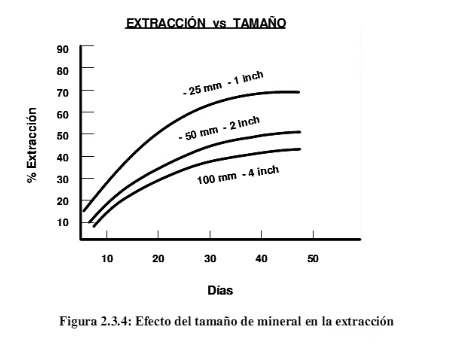 EXTRACCIÓN vs TAMAÑO
90
80
70
60
50
40
30
20
10
% Extracción
- 25 mm - 1 inch
- 50 mm - 2 inch
100 mm - 4 inch
10 20 30 40 50
Días
Figura 2.3.4: Efecto del tamaño de mineral en la extracción